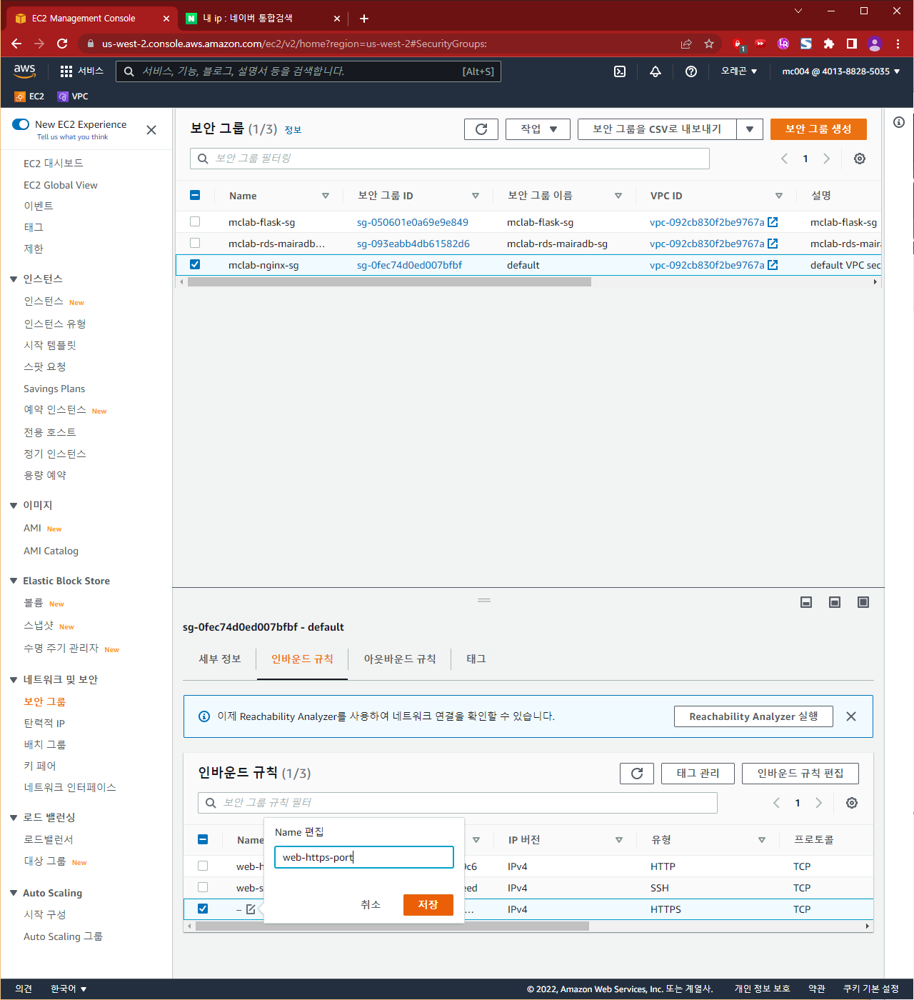 EC2 Management Console
내 ip : 네이버 통합검색
us-west-2.console.aws.amazon.com/ec2/v2/home?region=us-west-2#SecurityGroups:
aws
서비스
서비스, 기능, 블로그, 설명서 등을 검색합니다. [Alt+S]
오레곤
mc004 @ 4013-8828-5035
EC2
VPC
New EC2 Experience
Tell us what you think
EC2 대시보드
EC2 Global View
이벤트
태그
제한
인스턴스
인스턴스 New
인스턴스 유형
시작 템플릿
스팟 요청
Savings Plans
예약 인스턴스 New
전용 호스트
정기 인스턴스
용량 예약
이미지
AMI New
AMI Catalog
Elastic Block Store
볼륨 New
스냅샷 New
수명 주기 관리자 New
네트워크 및 보안
보안 그룹
탄력적 IP
배치 그룹
키 페어
네트워크 인터페이스
로드 밸런싱
로드밸런서
대상 그룹 New
Auto Scaling
시작 구성
Auto Scaling 그룹
보안 그룹 (1/3) 정보
작업
보안 그룹을 CSV로 내보내기
보안 그룹 생성
보안 그룹 필터링
1
Name 보안 그룹 ID 보안 그룹 이름 VPC ID 설명
mclab-flask-sg sg-050601e0a69e9e849 mclab-flask-sg vpc-092cb830f2be9767a mclab-flask-sg
mclab-rds-mairadb... sg-093eabb4db61582d6 mclab-rds-mairadb-sg vpc-092cb830f2be9767a mclab-rds-mair
mclab-nginx-sg sg-0fec74d0ed007bfbf default vpc-092cb830f2be9767a default VPC sec
sg-0fec74d0ed007bfbf - default
세부 정보
인바운드 규칙
아웃바운드 규칙
태그
이제 Reachability Analyzer를 사용하여 네트워크 연결을 확인할 수 있습니다.
Reachability Analyzer 실행
인바운드 규칙 (1/3)
태그 관리
인바운드 규칙 편집
보안 그룹 규칙 필터
1
Name IP 버전 유형 프로토콜
web-h 9c6 IPv4 HTTP TCP
web-s eed IPv4 SSH TCP
– ... IPv4 HTTPS TCP
Name 편집
web-https-port
취소
저장
의견
한국어
© 2022, Amazon Web Services, Inc. 또는 계열사.
개인 정보 보호
약관
쿠키 기본 설정